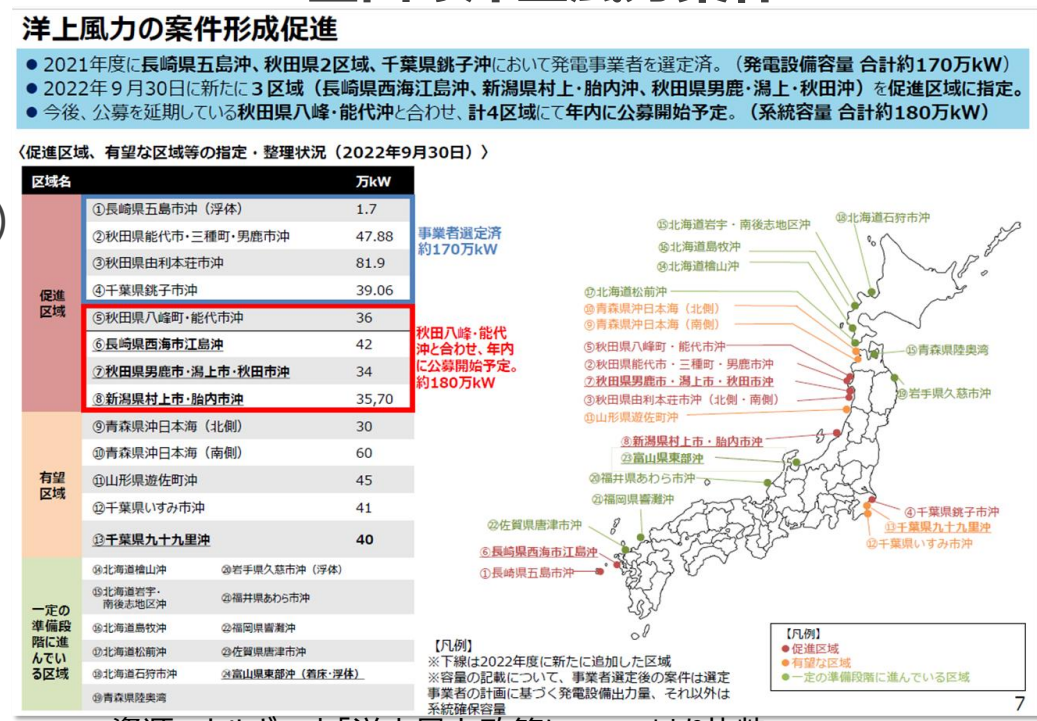 洋上風力の案件形成促進
● 2021年度に長崎県五島沖、秋田県2区域、千葉県銚子沖において発電事業者を選定済。（発電設備容量 合計約170万kW）
● 2022年９月30日に新たに３区域（長崎県西海江島沖、新潟県村上・胎内沖、秋田県男鹿・潟上・秋田沖）を促進区域に指定。
● 今後、公募を延期している秋田県八峰・能代沖と合わせ、計4区域にて年内に公募開始予定。（系統容量 合計約180万kW）
〈促進区域、有望な区域等の指定・整理状況（2022年9月30日）〉
区域名 万kW
促進
区域
①長崎県五島市沖（浮体） 1.7
②秋田県能代市・三種町・男鹿市沖 47.88
③秋田県由利本荘市沖 81.9
④千葉県銚子市沖 39.06
⑤秋田県八峰町・能代市沖 36
⑥長崎県西海市江島沖 42
⑦秋田県男鹿市・潟上市・秋田市沖 34
⑧新潟県村上市・胎内市沖 35,70
事業者選定済
約170万kW
秋田八峰・能代
沖と合わせ、年内
に公募開始予定。
約180万kW
有望
区域
⑨青森県沖日本海（北側） 30
⑩青森県沖日本海（南側） 60
⑪山形県遊佐町沖 45
⑫千葉県いすみ市沖 41
⑬千葉県九十九里沖 40
一定の
準備段
階に進
んでい
る区域
⑭北海道檜山沖 ⑳岩手県久慈市沖（浮体）
⑮北海道岩宇・
南後志地区沖 ㉑福井県あわら市沖
⑯北海道島牧沖 ㉒福岡県響灘沖
⑰北海道松前沖 ㉓佐賀県唐津市沖
⑱北海道石狩市沖 ㉔富山県東部沖（着床・浮体）
⑲青森県陸奥湾
⑮北海道岩宇・南後志地区沖
⑱北海道石狩市沖
⑯北海道島牧沖
⑭北海道檜山沖
⑰北海道松前沖
⑩青森県沖日本海（北側）
⑨青森県沖日本海（南側）
⑤秋田県八峰町・能代市沖
⑮青森県陸奥湾
②秋田県能代市・三種町・男鹿市沖
⑦秋田県男鹿市・潟上市・秋田市沖
⑲岩手県久慈市沖
③秋田県由利本荘市沖（北側・南側）
⑪山形県遊佐町沖
⑧新潟県村上市・胎内市沖
㉓富山県東部沖
⑳福井県あわら市沖
㉑福岡県響灘沖
㉒佐賀県唐津市沖
④千葉県銚子市沖
⑬千葉県九十九里沖
⑫千葉県いすみ市沖
⑥長崎県西海市江島沖
①長崎県五島市沖
【凡例】
※下線は2022年度に新たに追加した区域
※容量の記載について、事業者選定後の案件は選定
事業者の計画に基づく発電設備出力量、それ以外は
系統確保容量
【凡例】
●促進区域
●有望な区域
●一定の準備段階に進んでいる区域
7